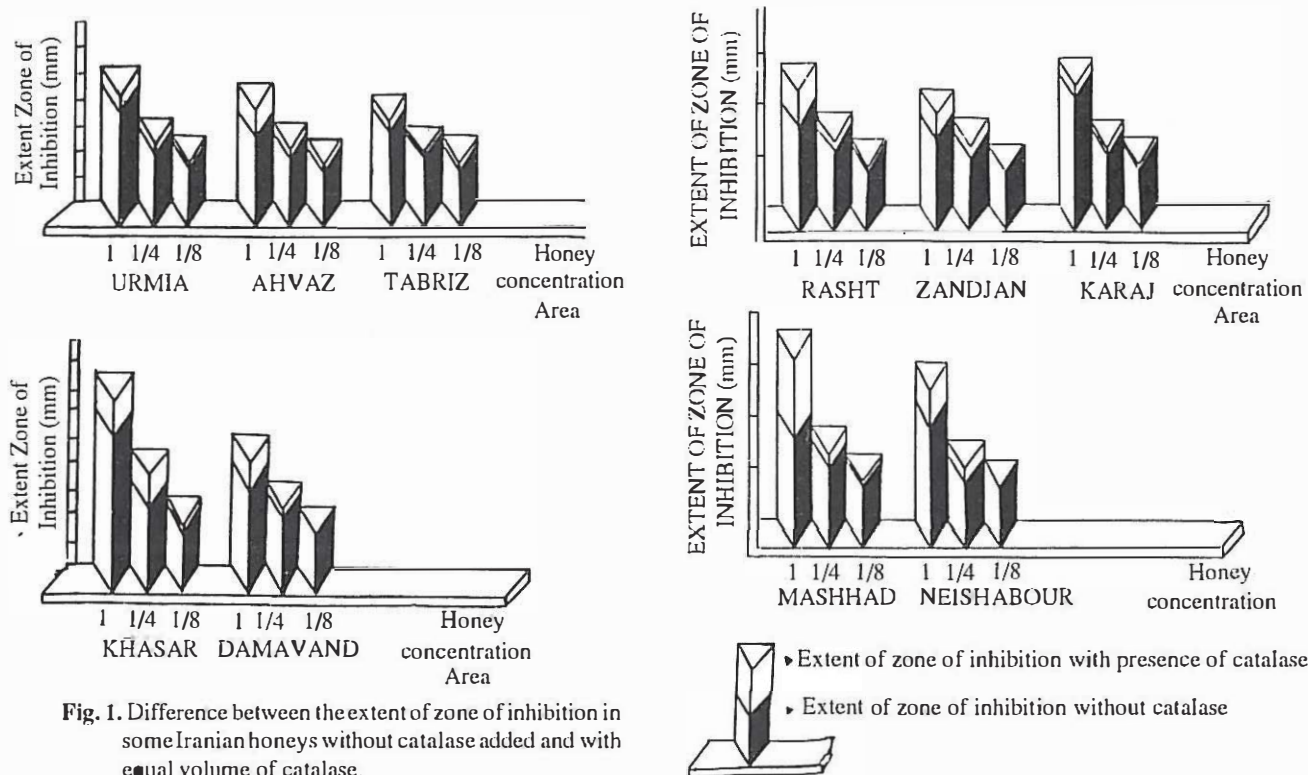 Extent Zone of
Inhibition (mm)
1 1/4 1/8 1 1/4 1/8 1 1/4 1/8 Honey
URMIA AHVAZ TABRIZ concentration
Area
EXTENT OF ZONE OF
INHIBITION (mm)
1 1/4 1/8 1 1/4 1/8 1 1/4 1/8 Honey
RASHT ZANDJAN KARAJ concentration
Area
Extent Zone of
Inhibition (mm)
1 1/4 1/8 1 1/4 1/8 Honey
KHASAR DAMAVAND concentration
Area
EXTENT OF ZONE OF
INHIBITION (mm)
1 1/4 1/8 1 1/4 1/8 Honey
MASHHAD NEISHABOUR concentration
Extent of zone of inhibition with presence of catalase
Extent of zone of inhibition without catalase
Fig. 1. Difference between the extent of zone of inhibition in
some Iranian honeys without catalase added and with
equal volume of catalase